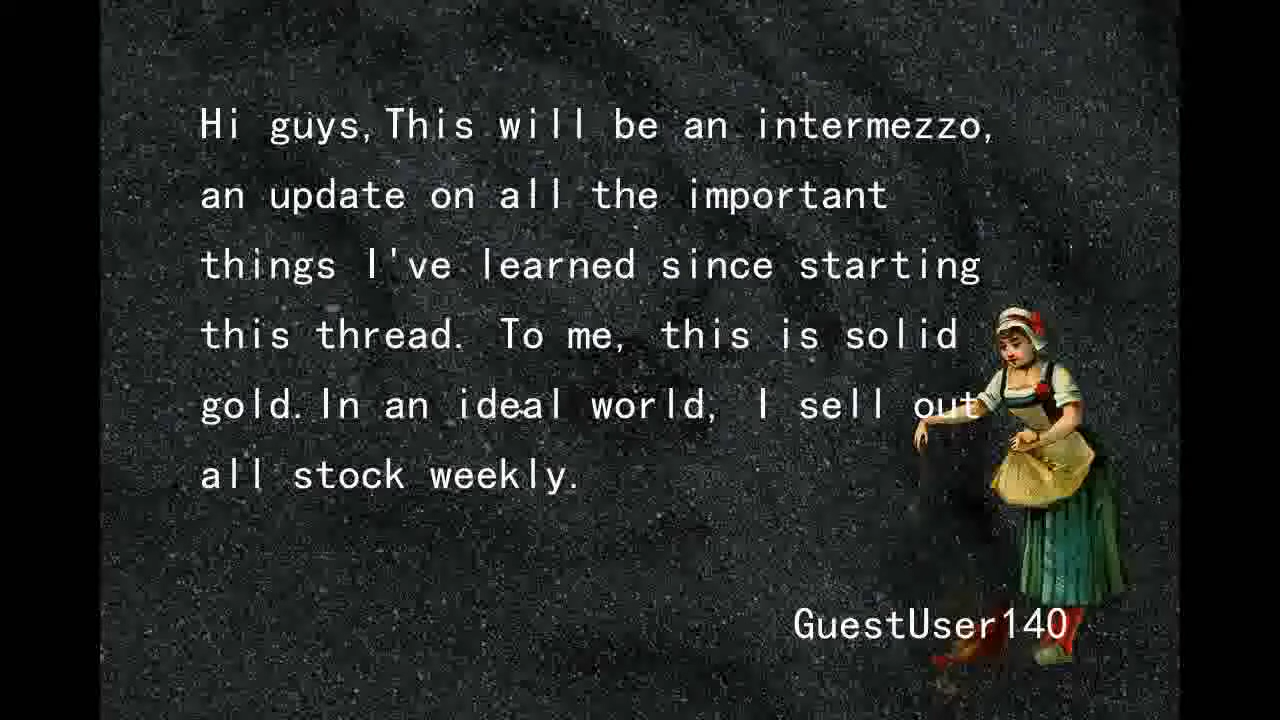 Hi guys,This will be an intermezzo,
an update on all the important
things I've learned since starting
this thread. To me, this is solid
gold.In an ideal world, I sell out
all stock weekly.
GuestUser140